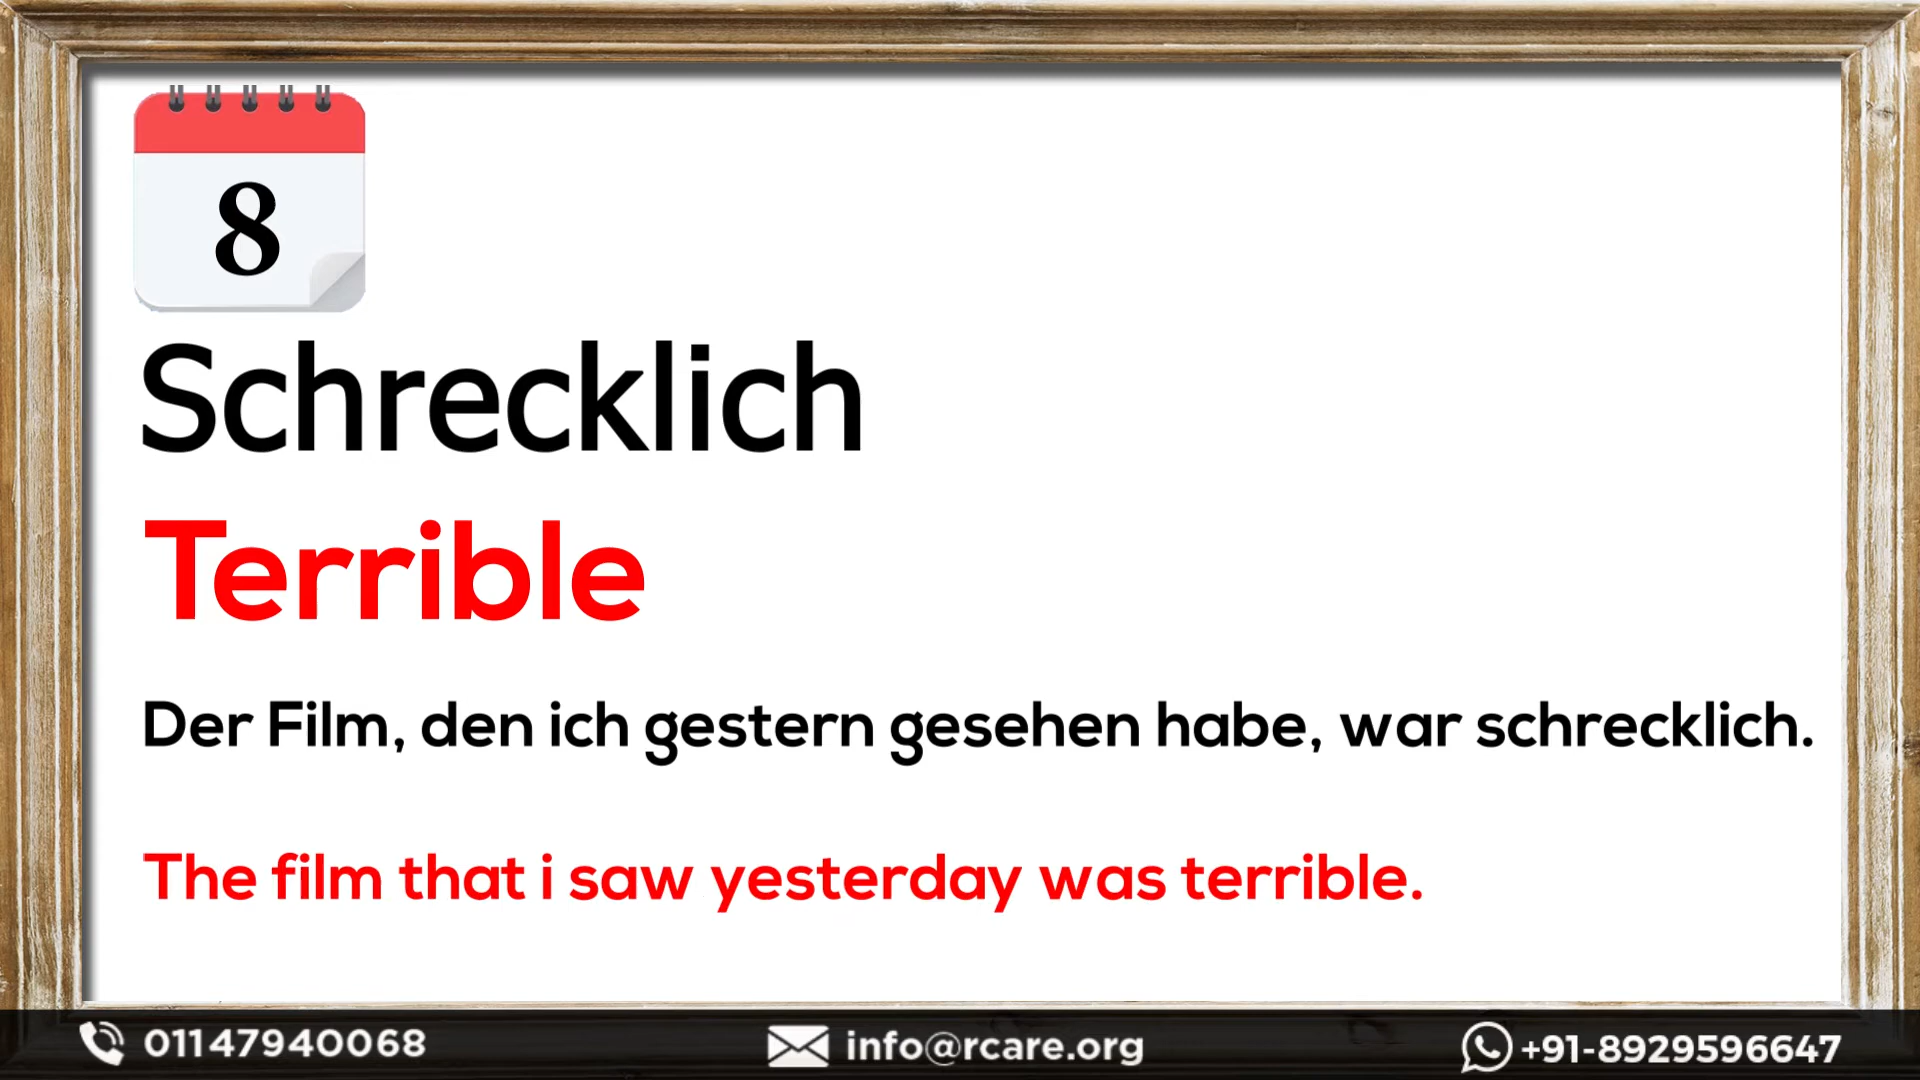 8
Schrecklich
Terrible
Der Film, den ich gestern gesehen habe, war schrecklich.
The film that i saw yesterday was terrible.
01147940068 info@rcare.org +91-8929596647